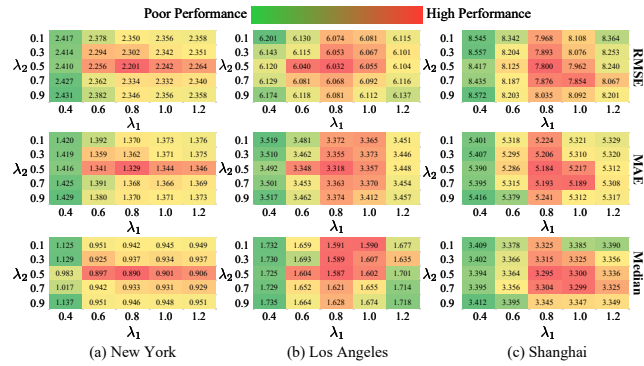 Poor Performance High Performance
0.1 2.417 2.378 2.350 2.356 2.358 0.1 6.201 6.130 6.074 6.081 6.115 0.1 8.545 8.342 7.968 8.108 8.364
0.3 2.414 2.294 2.302 2.342 2.351 0.3 6.143 6.115 6.053 6.067 6.101 0.3 8.557 8.204 7.893 8.076 8.253
λ₂ 0.5 2.410 2.256 2.201 2.242 2.264 λ₂ 0.5 6.120 6.040 6.032 6.055 6.104 λ₂ 0.5 8.417 8.125 7.800 7.962 8.240 RMSE
0.7 2.427 2.362 2.334 2.332 2.340 0.7 6.129 6.081 6.068 6.092 6.116 0.7 8.435 8.187 7.876 7.854 8.067
0.9 2.431 2.382 2.346 2.356 2.358 0.9 6.174 6.118 6.081 6.112 6.137 0.9 8.572 8.203 8.035 8.092 8.201
0.4 0.6 0.8 1.0 1.2 0.4 0.6 0.8 1.0 1.2 0.4 0.6 0.8 1.0 1.2
λ₁ λ₁ λ₁
0.1 1.420 1.392 1.370 1.373 1.376 0.1 3.519 3.481 3.372 3.365 3.451 0.1 5.401 5.318 5.224 5.321 5.329
0.3 1.419 1.359 1.362 1.371 1.375 0.3 3.510 3.462 3.355 3.373 3.446 0.3 5.407 5.295 5.206 5.310 5.320
λ₂ 0.5 1.416 1.341 1.329 1.344 1.346 λ₂ 0.5 3.492 3.348 3.318 3.357 3.448 λ₂ 0.5 5.390 5.286 5.184 5.217 5.312 MAE
0.7 1.425 1.391 1.368 1.366 1.369 0.7 3.501 3.453 3.363 3.370 3.454 0.7 5.395 5.315 5.193 5.189 5.308
0.9 1.429 1.380 1.370 1.371 1.373 0.9 3.517 3.462 3.374 3.412 3.457 0.9 5.416 5.379 5.241 5.312 5.317
0.4 0.6 0.8 1.0 1.2 0.4 0.6 0.8 1.0 1.2 0.4 0.6 0.8 1.0 1.2
λ₁ λ₁ λ₁
0.1 1.125 0.951 0.942 0.945 0.949 0.1 1.732 1.659 1.591 1.590 1.677 0.1 3.409 3.378 3.325 3.385 3.390
0.3 1.129 0.925 0.937 0.934 0.937 0.3 1.730 1.693 1.589 1.607 1.635 0.3 3.402 3.366 3.315 3.325 3.356
λ₂ 0.5 0.983 0.897 0.890 0.901 0.906 λ₂ 0.5 1.725 1.604 1.587 1.602 1.701 λ₂ 0.5 3.394 3.364 3.295 3.300 3.336 Median
0.7 1.017 0.942 0.933 0.931 0.929 0.7 1.729 1.652 1.621 1.655 1.714 0.7 3.395 3.356 3.304 3.299 3.325
0.9 1.137 0.951 0.946 0.948 0.951 0.9 1.735 1.664 1.628 1.674 1.718 0.9 3.412 3.395 3.345 3.347 3.349
0.4 0.6 0.8 1.0 1.2 0.4 0.6 0.8 1.0 1.2 0.4 0.6 0.8 1.0 1.2
λ₁ λ₁ λ₁
(a) New York (b) Los Angeles (c) Shanghai